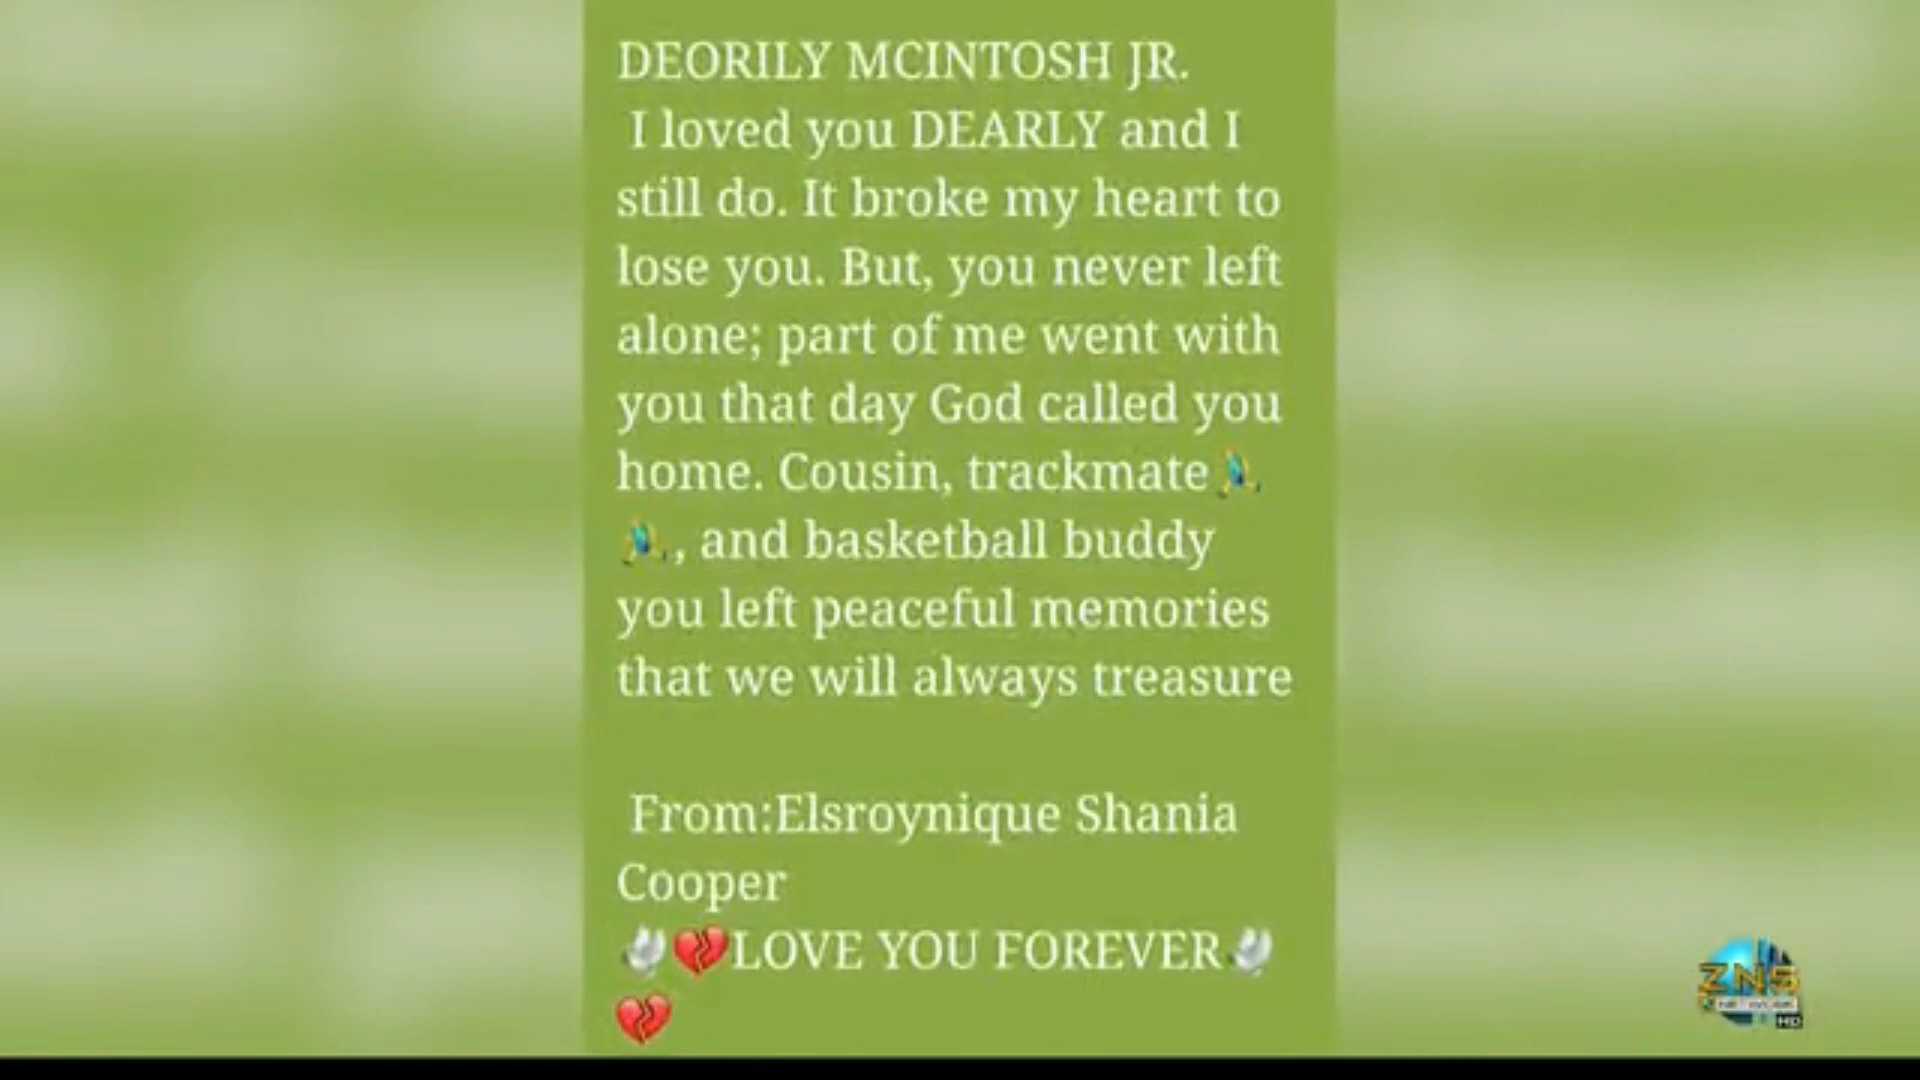 DEORILY MCINTOSH JR.
I loved you DEARLY and I
still do. It broke my heart to
lose you. But, you never left
alone; part of me went with
you that day God called you
home. Cousin, trackmate🏃
🏃, and basketball buddy
you left peaceful memories
that we will always treasure
From:Elsroynique Shania
Cooper
🕊💔LOVE YOU FOREVER🕊
💔
ZNS
NETWORK
HD